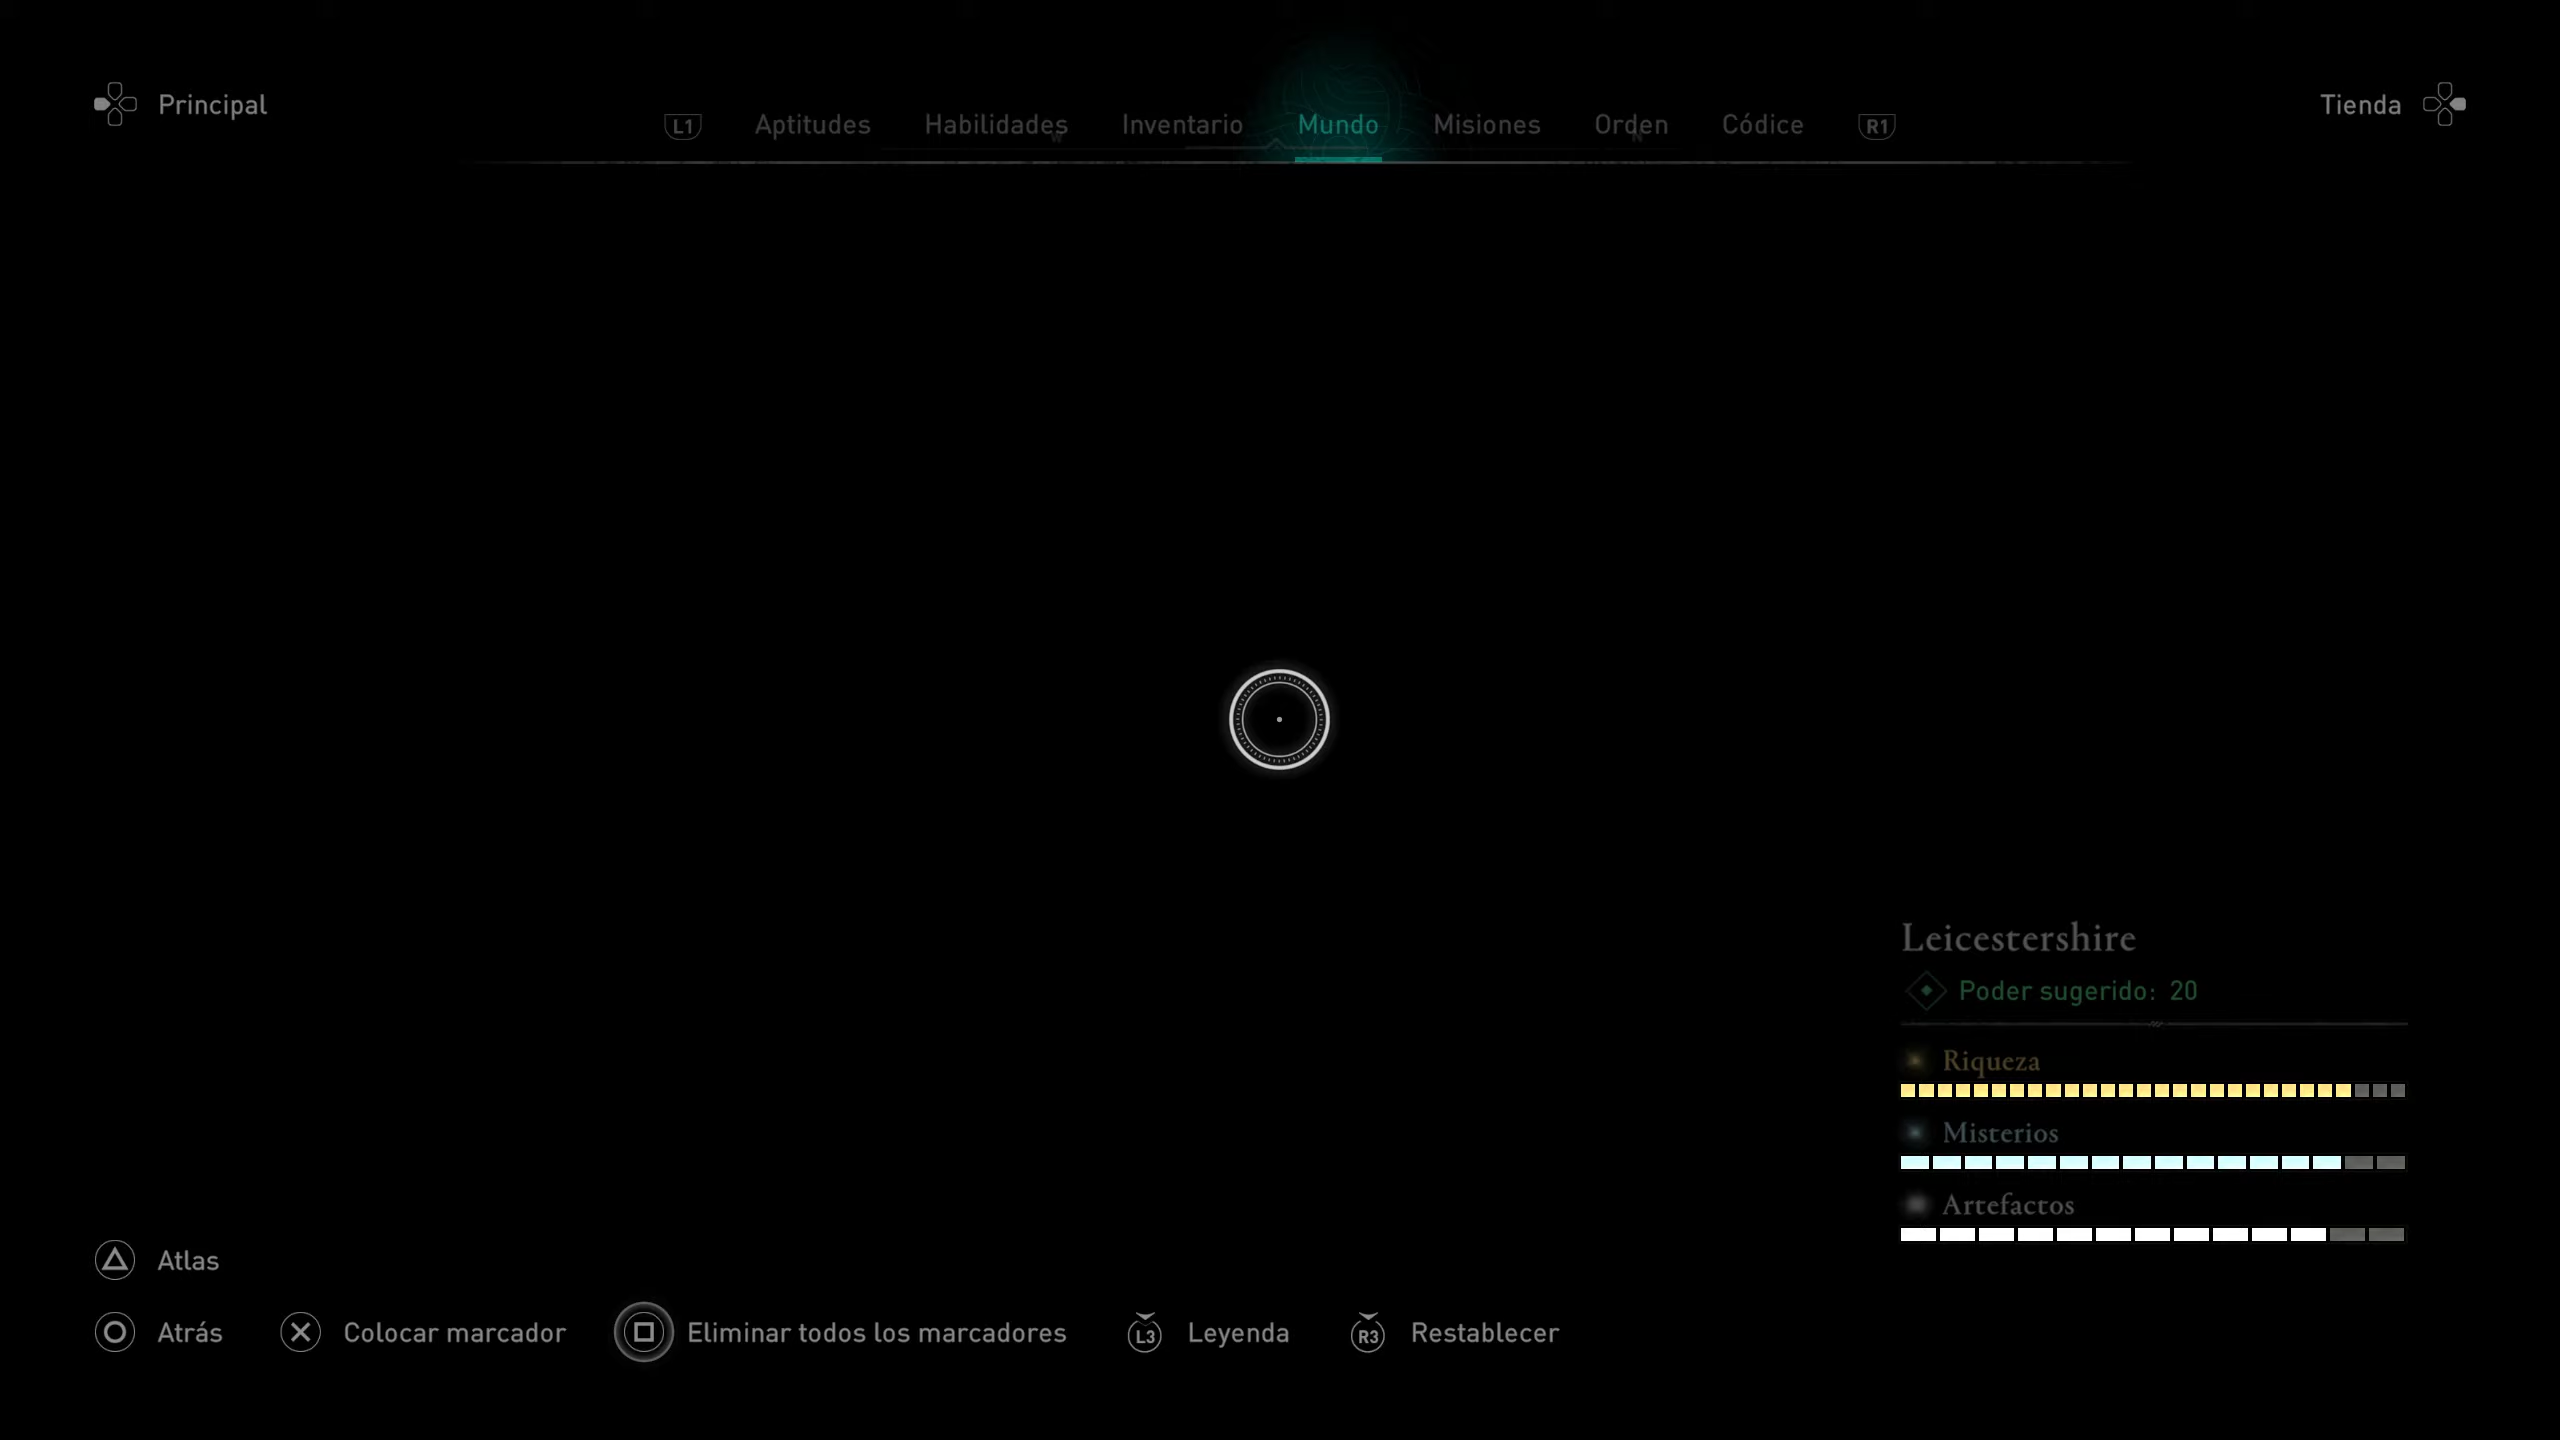 Principal
L1 Aptitudes Habilidades Inventario Mundo Misiones Orden Códice R1
Tienda
W N
Leicestershire
Poder sugerido: 20
Riqueza
Misterios
Artefactos
Atlas
Atrás Colocar marcador Eliminar todos los marcadores L3 Leyenda R3 Restablecer